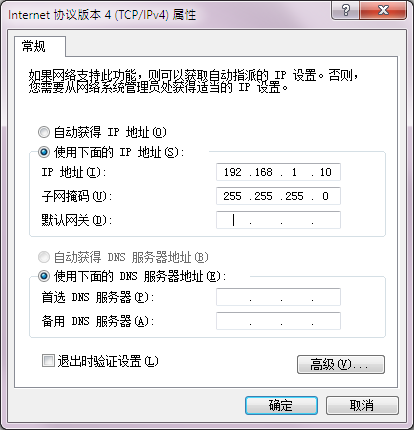 Internet 协议版本 4 (TCP/IPv4) 属性
常规
如果网络支持此功能，则可以获取自动指派的 IP 设置。否则，
您需要从网络系统管理员处获得适当的 IP 设置。
自动获得 IP 地址(O)
使用下面的 IP 地址(S):
IP 地址(I): 192 .168 . 1 . 10
子网掩码(U): 255 .255 .255 . 0
默认网关(D): . . .
自动获得 DNS 服务器地址(B)
使用下面的 DNS 服务器地址(E):
首选 DNS 服务器(P): . . .
备用 DNS 服务器(A): . . .
退出时验证设置(L)
高级(V)...
确定 取消